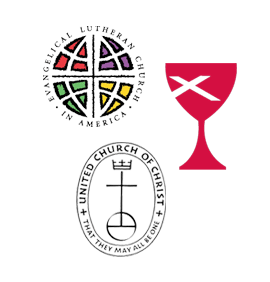 EVANGELICAL LUTHERAN CHURCH
IN AMERICA
UNITED CHURCH OF CHRIST
THAT THEY MAY ALL BE ONE